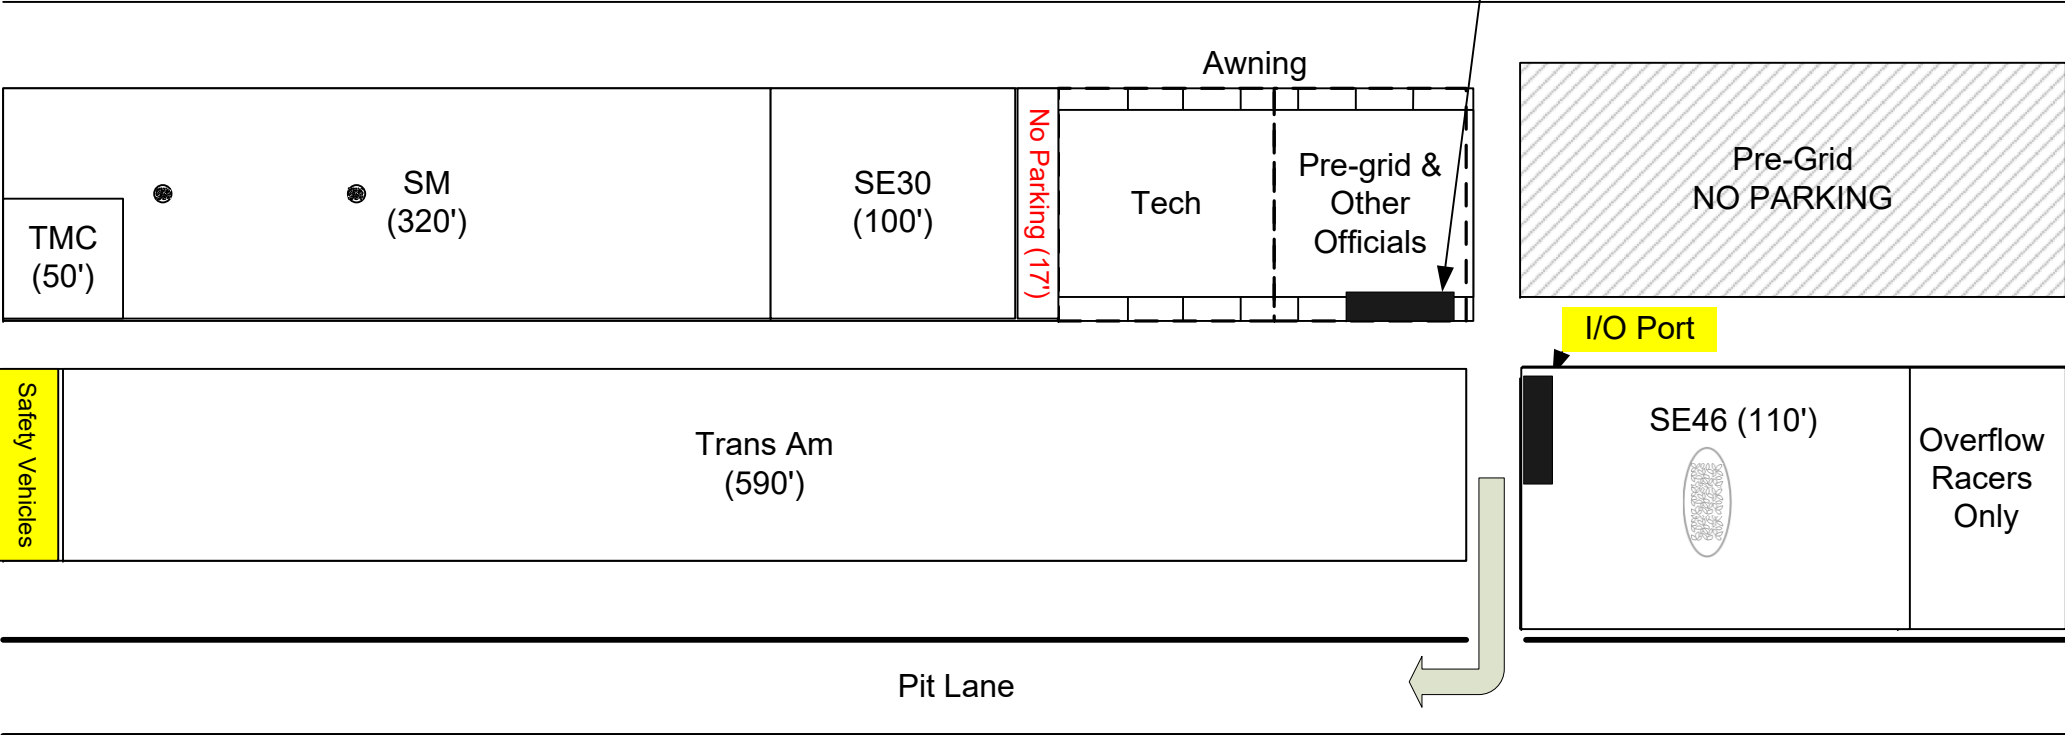 Awning
SM
(320')
TMC
(50')
SE30
(100')
No Parking (17')
Tech
Pre-grid &
Other
Officials
Pre-Grid
NO PARKING
I/O Port
Safety Vehicles
Trans Am
(590')
SE46 (110')
Overflow
Racers
Only
Pit Lane